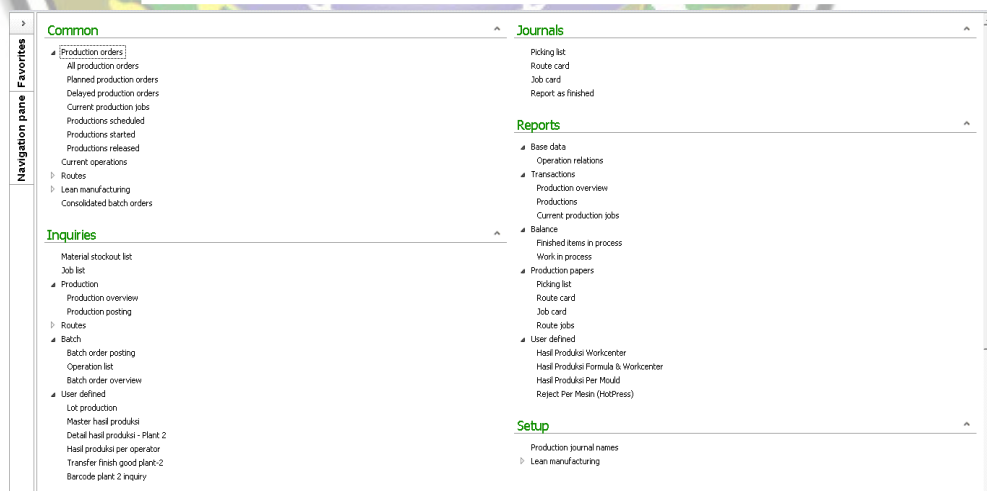 Favorites
Navigation pane
Common
Production orders
All production orders
Planned production orders
Delayed production orders
Current production jobs
Productions scheduled
Productions started
Productions released
Current operations
Routes
Lean manufacturing
Consolidated batch orders
Inquiries
Material stockout list
Job list
Production
Production overview
Production posting
Routes
Batch
Batch order posting
Operation list
Batch order overview
User defined
Lot production
Master hasil produksi
Detail hasil produksi - Plant 2
Hasil produksi per operator
Transfer finish good plant-2
Barcode plant 2 inquiry
Journals
Picking list
Route card
Job card
Report as finished
Reports
Base data
Operation relations
Transactions
Production overview
Productions
Current production jobs
Balance
Finished items in process
Work in process
Production papers
Picking list
Route card
Job card
Route jobs
User defined
Hasil Produksi Workcenter
Hasil Produksi Formula & Workcenter
Hasil Produksi Per Mould
Reject Per Mesin (HotPress)
Setup
Production journal names
Lean manufacturing